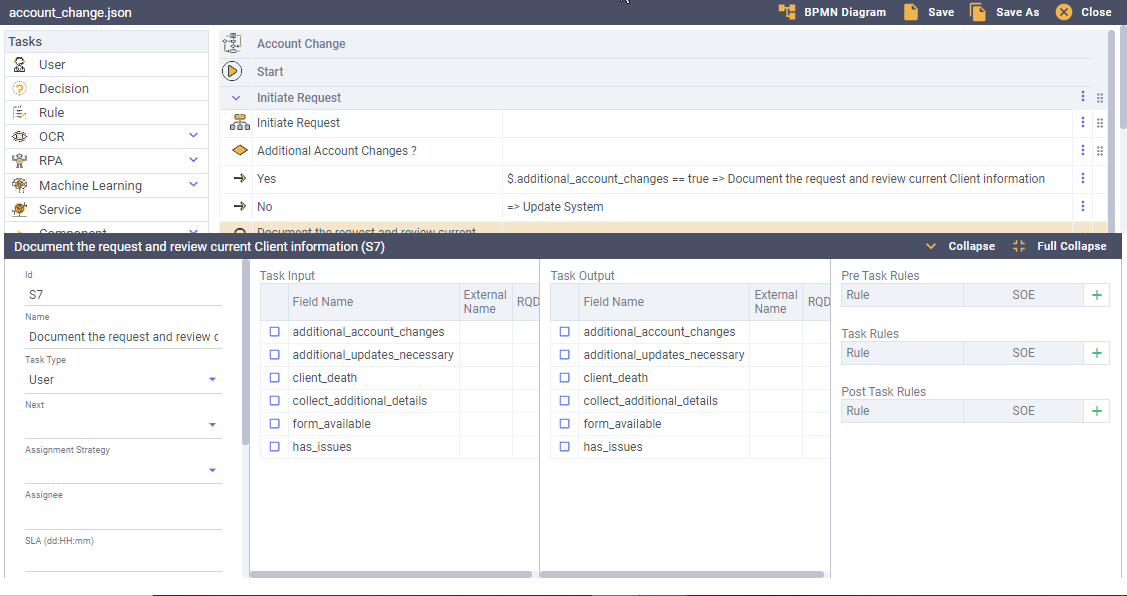 account_change.json
BPMN Diagram
Save
Save As
Close
Tasks
User
Decision
Rule
OCR
RPA
Machine Learning
Service
Component
Account Change
Start
Initiate Request
Initiate Request
Additional Account Changes ?
Yes
$.additional_account_changes == true => Document the request and review current Client information
No
=> Update System
Document the request and review current
Document the request and review current Client information (S7)
Collapse
Full Collapse
Id
S7
Name
Document the request and review c
Task Type
User
Next
Assignment Strategy
Assignee
SLA (dd:HH:mm)
Task Input
Field Name
External
Name
RQD
additional_account_changes
additional_updates_necessary
client_death
collect_additional_details
form_available
has_issues
Task Output
Field Name
External
Name
RQD
additional_account_changes
additional_updates_necessary
client_death
collect_additional_details
form_available
has_issues
Pre Task Rules
Rule
SOE
+
Task Rules
Rule
SOE
+
Post Task Rules
Rule
SOE
+